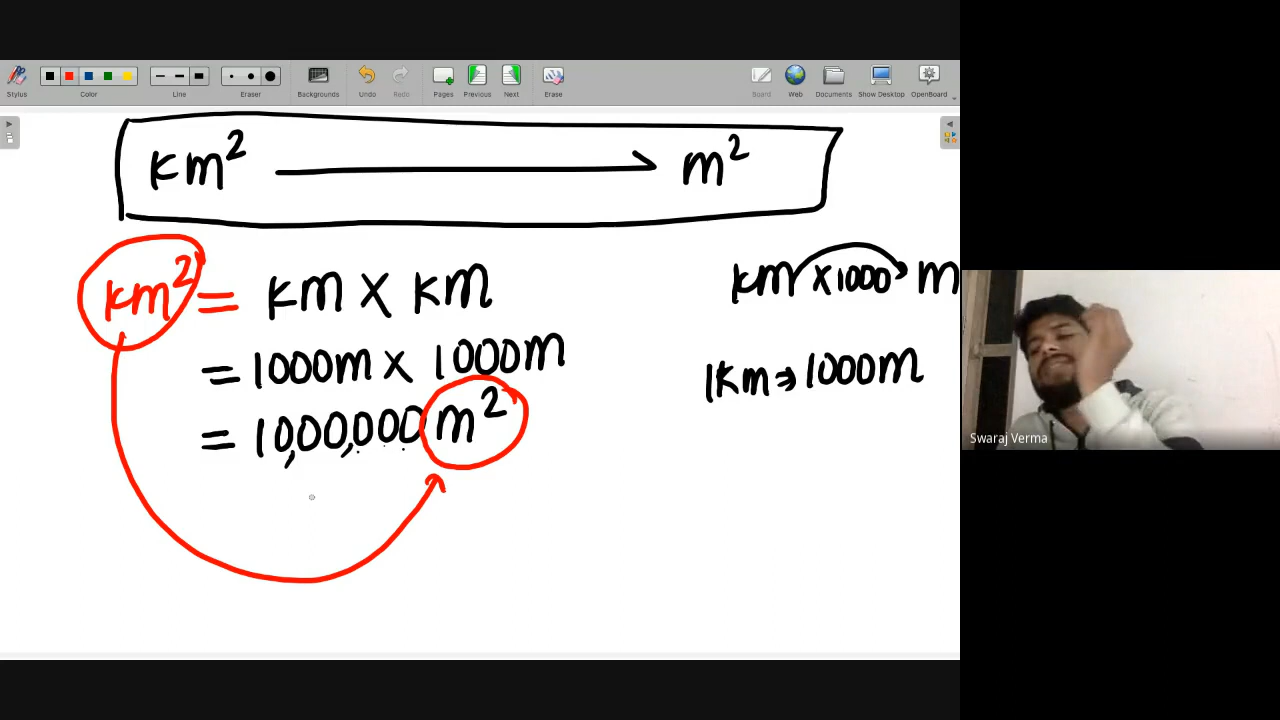 Stylus Color Line Eraser Backgrounds Undo Redo Pages Previous Next Erase Board Web Documents Show Desktop OpenBoard
Km² → m²
km² = km × km
km ×1000 → m
= 1000m × 1000m
1Km ⇒ 1000m
= 10,00,000 m²
Swaraj Verma